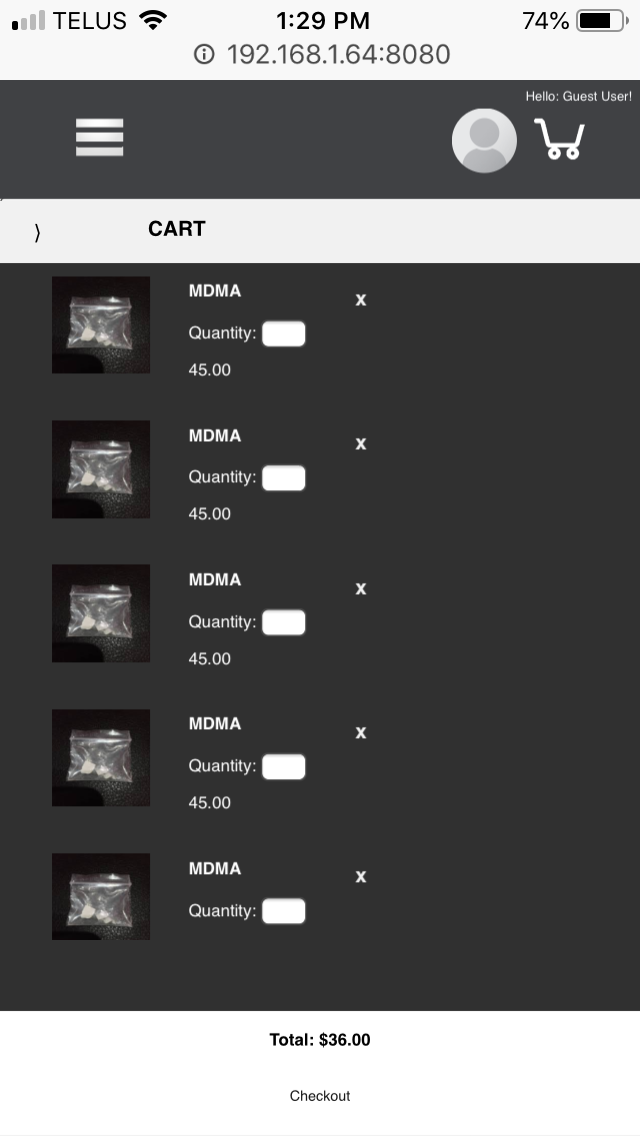 TELUS 1:29 PM 74%
192.168.1.64:8080
Hello: Guest User!
CART
MDMA x
Quantity:
45.00
MDMA x
Quantity:
45.00
MDMA x
Quantity:
45.00
MDMA x
Quantity:
45.00
MDMA x
Quantity:
Total: $36.00
Checkout